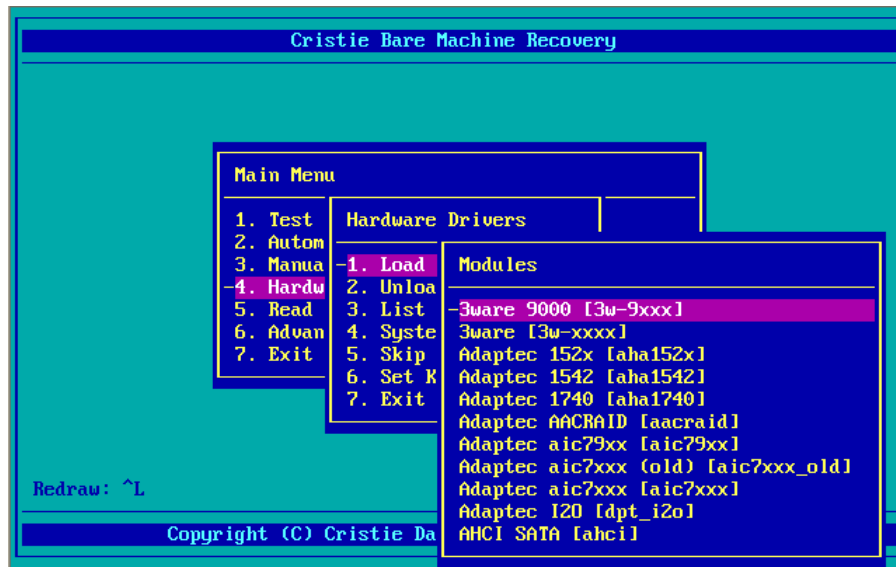 Cristie Bare Machine Recovery
Main Menu
1. Test
2. Autom
3. Manua
4. Hardw
5. Read
6. Advan
7. Exit
Hardware Drivers
1. Load
2. Unloa
3. List
4. Syste
5. Skip
6. Set K
7. Exit
Modules
3ware 9000 [3w-9xxx]
3ware [3w-xxxx]
Adaptec 152x [aha152x]
Adaptec 1542 [aha1542]
Adaptec 1740 [aha1740]
Adaptec AACRAID [aacraid]
Adaptec aic79xx [aic79xx]
Adaptec aic7xxx (old) [aic7xxx_old]
Adaptec aic7xxx [aic7xxx]
Adaptec I2O [dpt_i2o]
AHCI SATA [ahci]
Redraw: ^L
Copyright (C) Cristie Da